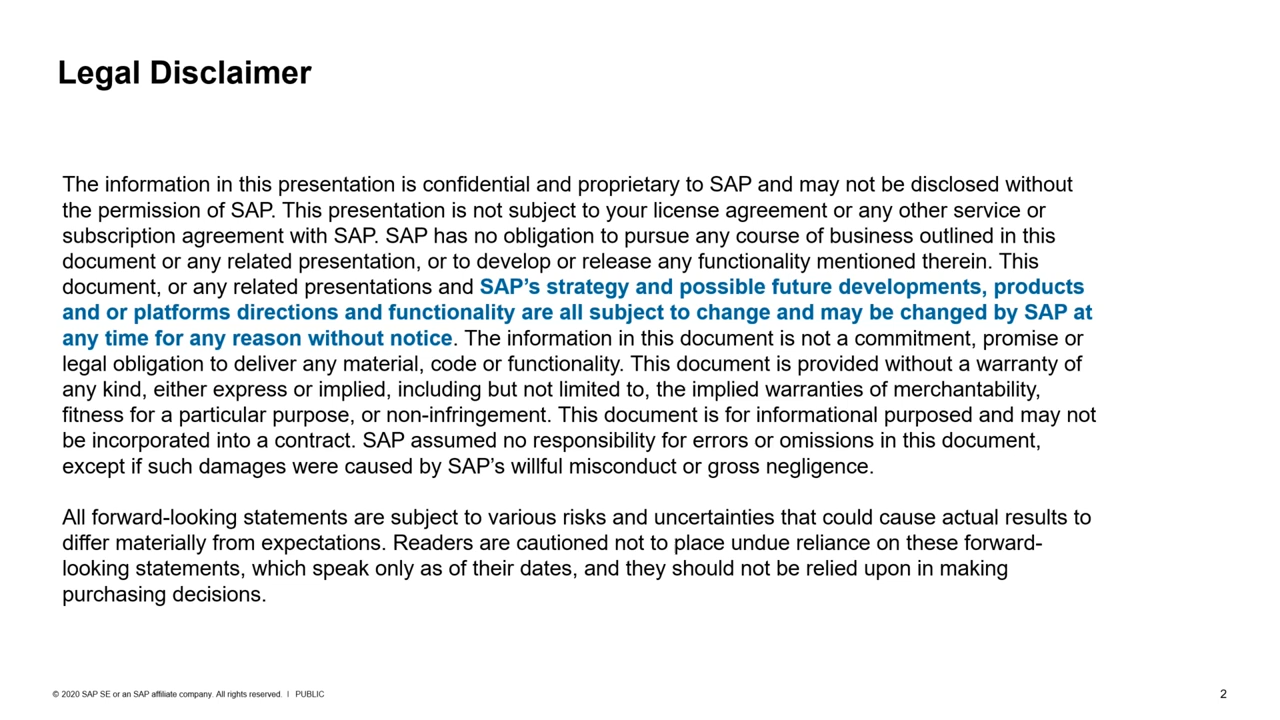 Legal Disclaimer
The information in this presentation is confidential and proprietary to SAP and may not be disclosed without
the permission of SAP. This presentation is not subject to your license agreement or any other service or
subscription agreement with SAP. SAP has no obligation to pursue any course of business outlined in this
document or any related presentation, or to develop or release any functionality mentioned therein. This
document, or any related presentations and SAP's strategy and possible future developments, products
and or platforms directions and functionality are all subject to change and may be changed by SAP at
any time for any reason without notice. The information in this document is not a commitment, promise or
legal obligation to deliver any material, code or functionality. This document is provided without a warranty of
any kind, either express or implied, including but not limited to, the implied warranties of merchantability,
fitness for a particular purpose, or non-infringement. This document is for informational purposed and may not
be incorporated into a contract. SAP assumed no responsibility for errors or omissions in this document,
except if such damages were caused by SAP's willful misconduct or gross negligence.
All forward-looking statements are subject to various risks and uncertainties that could cause actual results to
differ materially from expectations. Readers are cautioned not to place undue reliance on these forward-
looking statements, which speak only as of their dates, and they should not be relied upon in making
purchasing decisions.
© 2020 SAP SE or an SAP affiliate company. All rights reserved. I PUBLIC
2